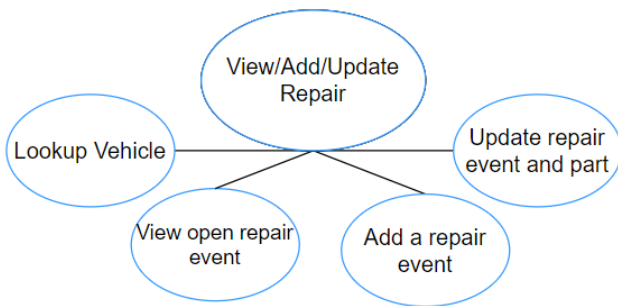 View/Add/Update
Repair
Lookup Vehicle
Update repair
event and part
View open repair
event
Add a repair
event